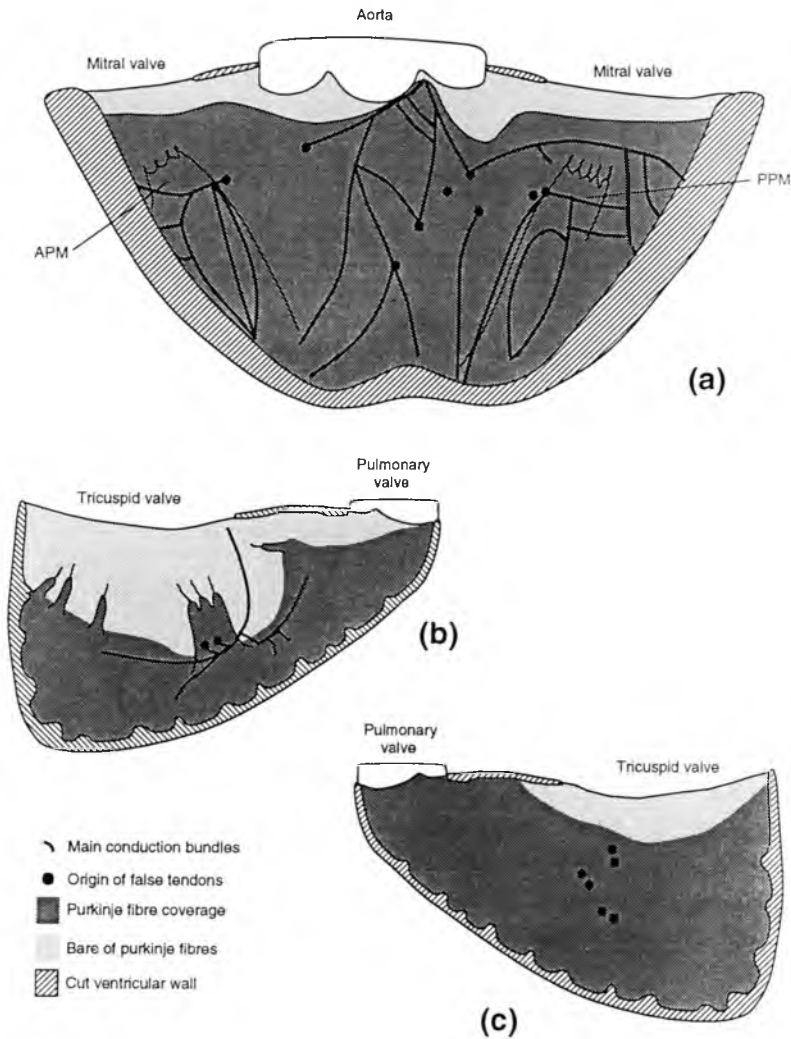 Aorta
Mitral valve
Mitral valve
APM
PPM
(a)
Pulmonary
valve
Tricuspid valve
(b)
Pulmonary
valve
Tricuspid valve
Main conduction bundles
Origin of false tendons
Purkinje fibre coverage
Bare of purkinje fibres
Cut ventricular wall
(c)